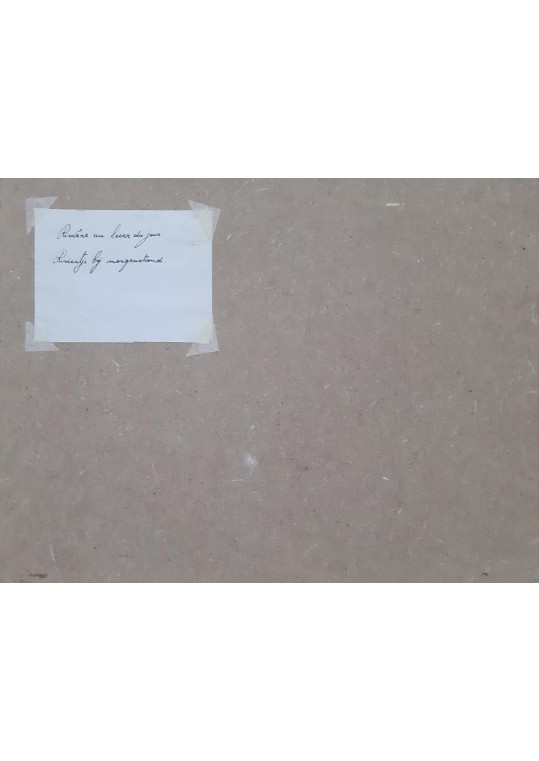 Rivière au lever du jour
Riviertje bij morgenstond.